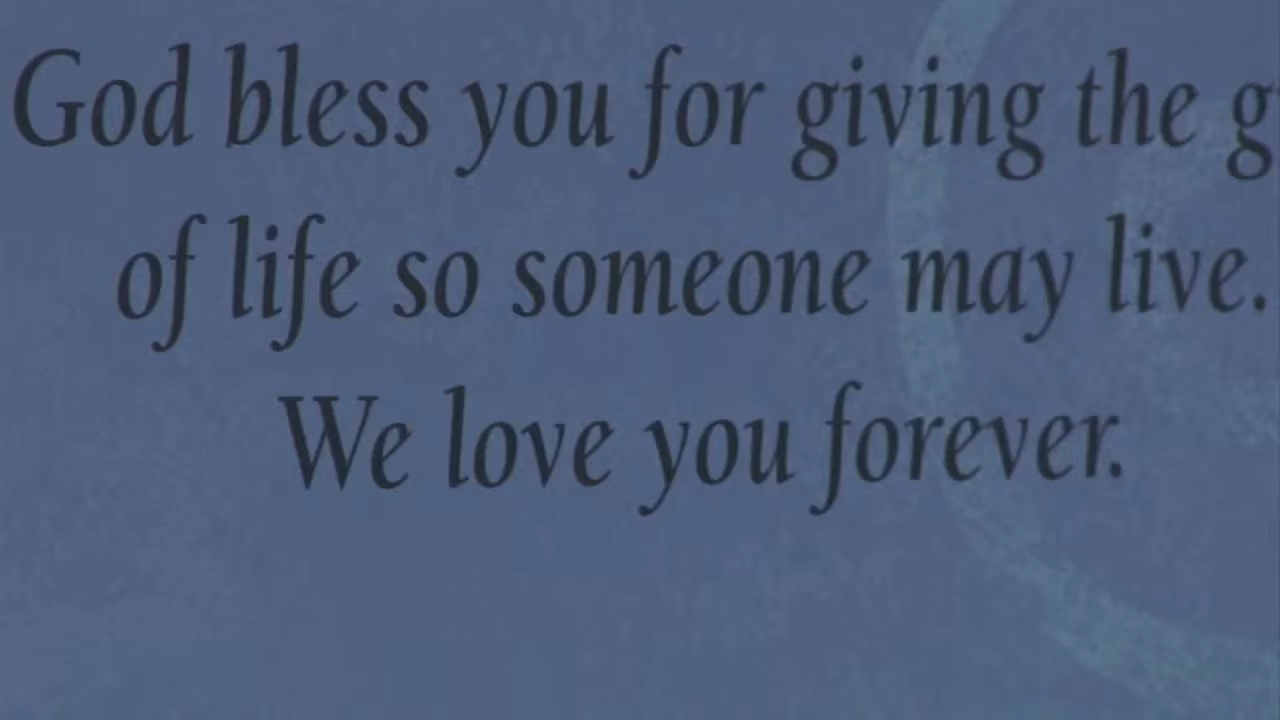 God bless you for giving the
of life so someone may live.
We love you forever.